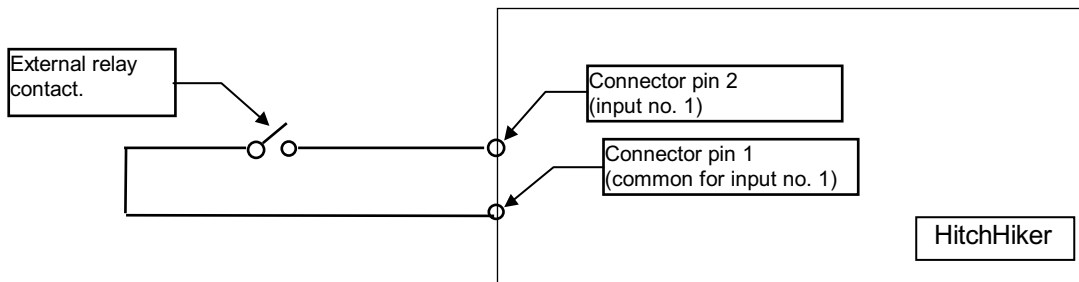 External relay
contact.
Connector pin 2
(input no. 1)
Connector pin 1
(common for input no. 1)
HitchHiker